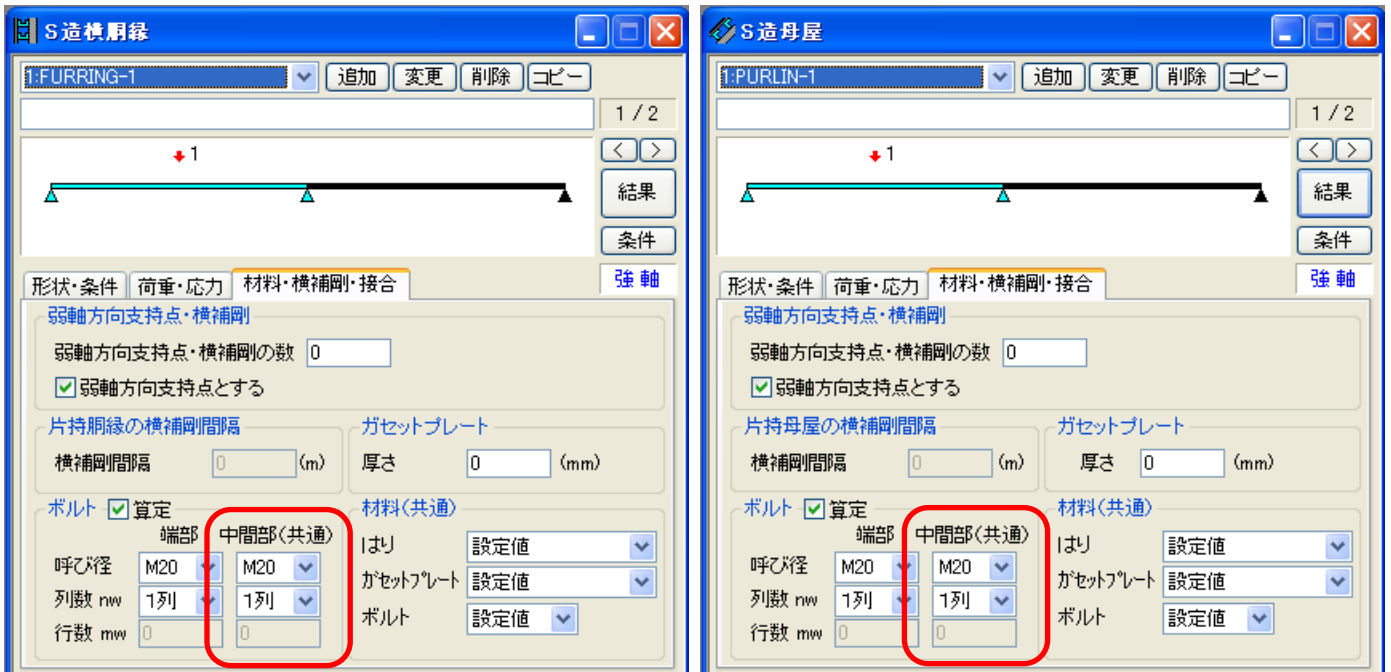 S造横胴縁
1:FURRING-1
追加 変更 削除 コピー
1 / 2
1
< >
結果
条件
形状・条件 荷重・応力 材料・横補剛・接合
強 軸
弱軸方向支持点・横補剛
弱軸方向支持点・横補剛の数 0
弱軸方向支持点とする
片持胴縁の横補剛間隔
横補剛間隔 0 (m)
ガセットプレート
厚さ 0 (mm)
ボルト 算定
端部 中間部(共通)
呼び径 M20 M20
列数 nw 1列 1列
行数 mw 0 0
材料(共通)
はり 設定値
ガセットプレート 設定値
ボルト 設定値
S造母屋
1:PURLIN-1
追加 変更 削除 コピー
1 / 2
1
< >
結果
条件
形状・条件 荷重・応力 材料・横補剛・接合
強 軸
弱軸方向支持点・横補剛
弱軸方向支持点・横補剛の数 0
弱軸方向支持点とする
片持母屋の横補剛間隔
横補剛間隔 0 (m)
ガセットプレート
厚さ 0 (mm)
ボルト 算定
端部 中間部(共通)
呼び径 M20 M20
列数 nw 1列 1列
行数 mw 0 0
材料(共通)
はり 設定値
ガセットプレート 設定値
ボルト 設定値